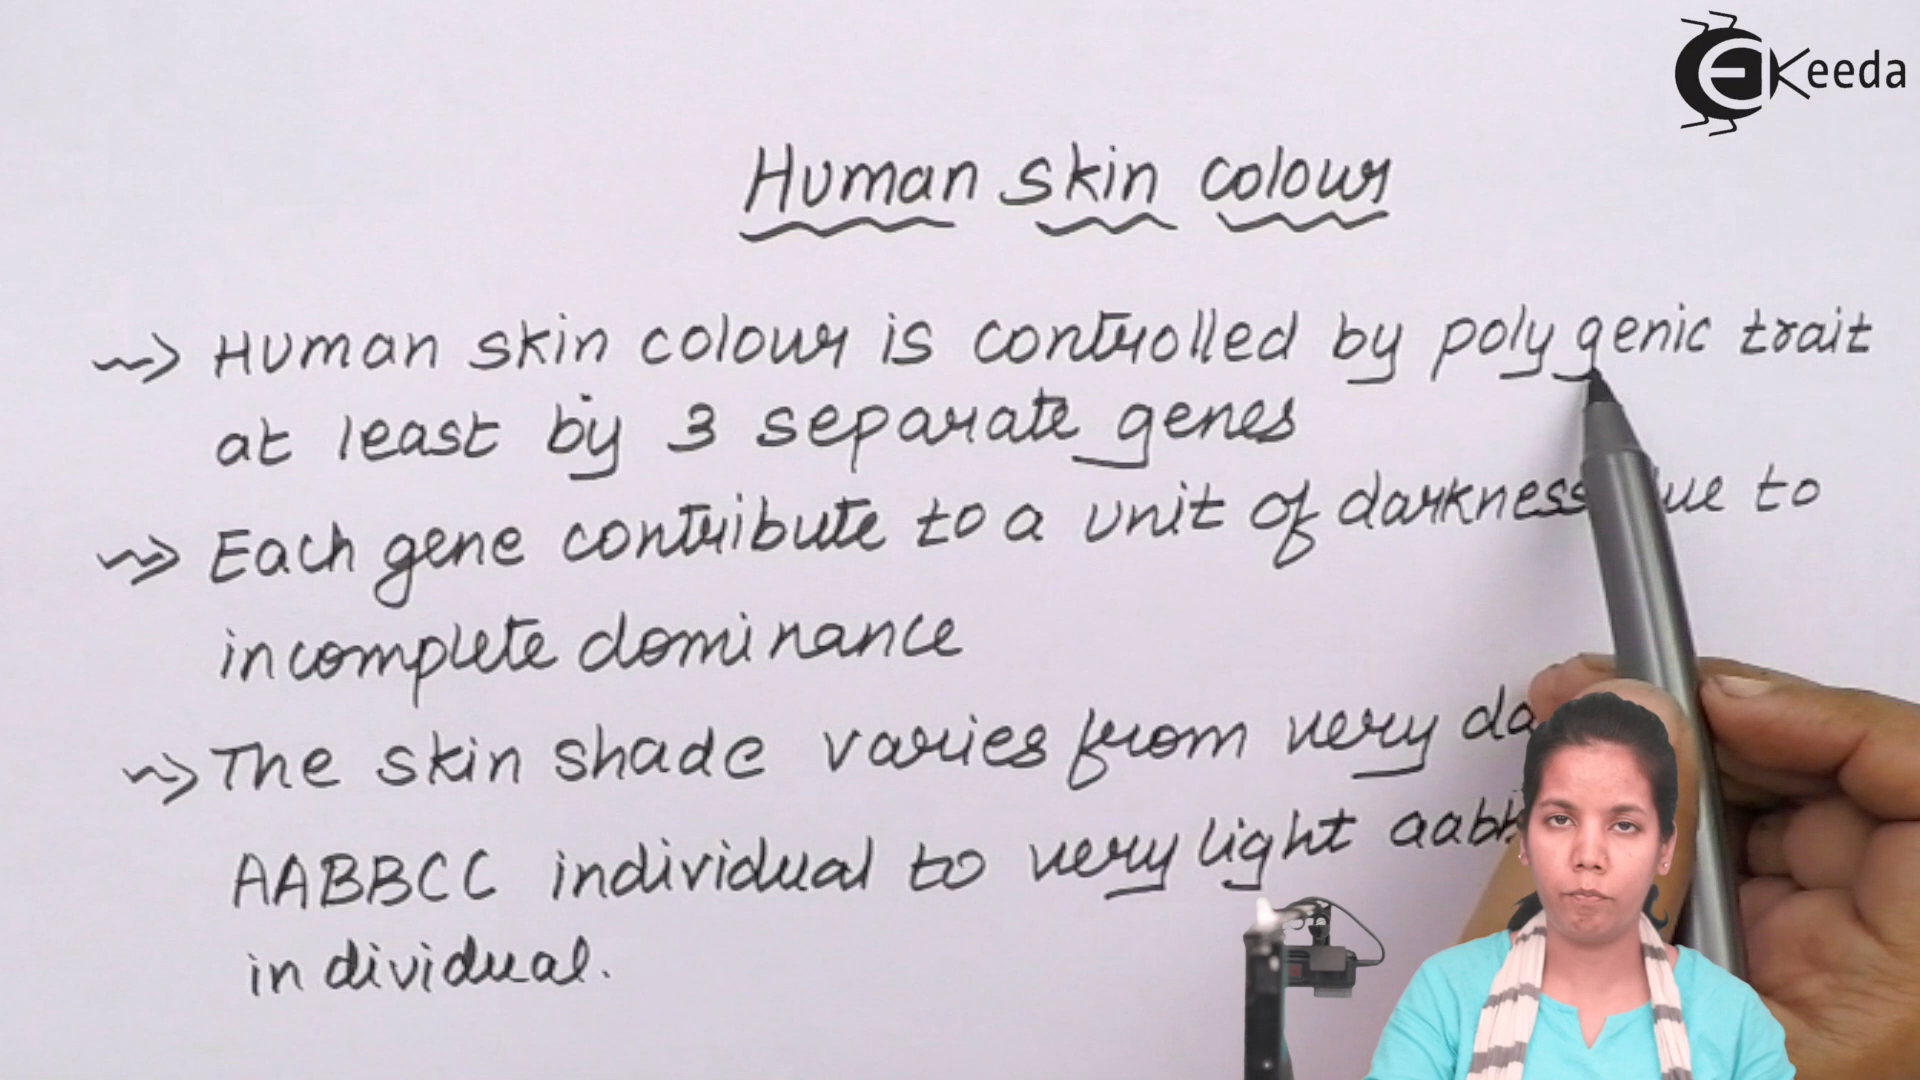 EKeeda
Human skin colour
Human skin colour is controlled by polygenic trait
at least by 3 separate genes
Each gene contribute to a unit of darkness to
incomplete dominance
The skin shade varies from very
AABBCC individual to very light
individual.